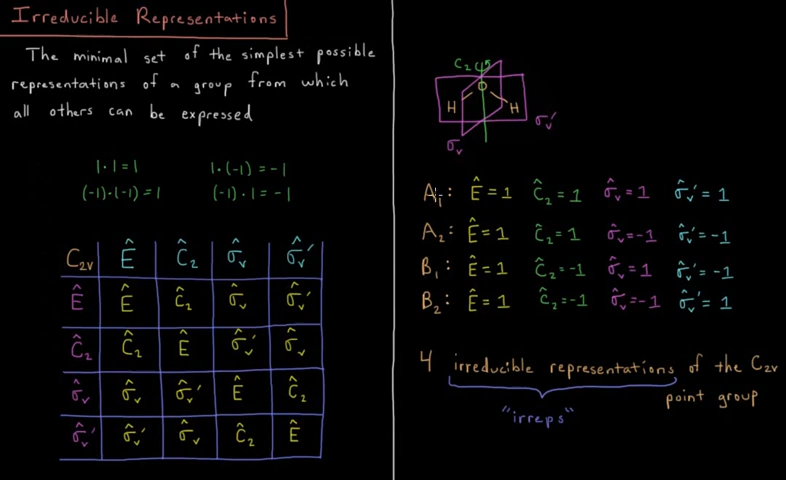 Irreducible Representations
The minimal set of the simplest possible
representations of a group from which
all others can be expressed
1·1=1 1·(-1)=-1
(-1)·(-1)=1 (-1)·1=-1
C₂ᵥ Ê Ĉ₂ σ̂ᵥ σ̂ᵥ'
Ê Ê Ĉ₂ σ̂ᵥ σ̂ᵥ'
Ĉ₂ Ĉ₂ Ê σ̂ᵥ' σ̂ᵥ
σ̂ᵥ σ̂ᵥ σ̂ᵥ' Ê Ĉ₂
σ̂ᵥ' σ̂ᵥ' σ̂ᵥ Ĉ₂ Ê
C₂
O
H H
σᵥ'
σᵥ
A₁: Ê=1 Ĉ₂=1 σ̂ᵥ=1 σ̂ᵥ'=1
A₂: Ê=1 Ĉ₂=1 σ̂ᵥ=-1 σ̂ᵥ'=-1
B₁: Ê=1 Ĉ₂=-1 σ̂ᵥ=1 σ̂ᵥ'=-1
B₂: Ê=1 Ĉ₂=-1 σ̂ᵥ=-1 σ̂ᵥ'=1
4 irreducible representations of the C₂ᵥ
point group
"irreps"